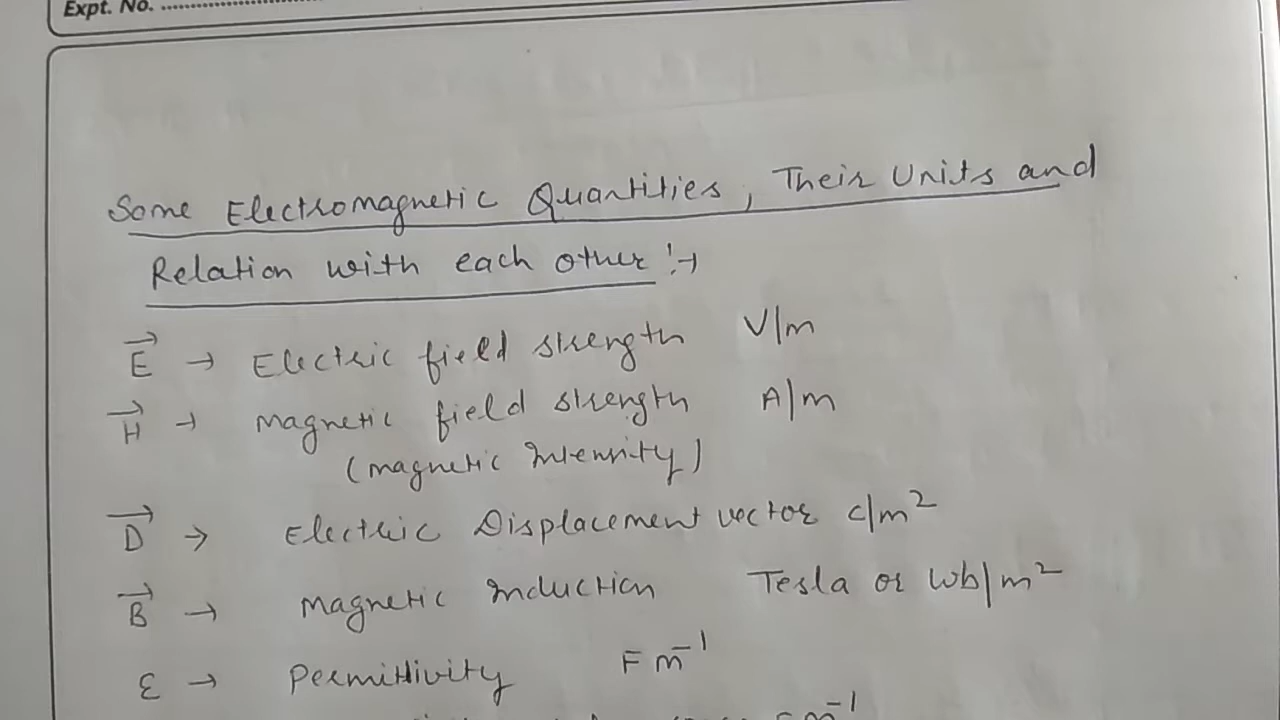 Expt. No. ........................
Some Electromagnetic Quantities, Their Units and
Relation with each other :→
E⃗ → Electric field strength V/m
H⃗ → Magnetic field strength A/m
(magnetic Intensity)
D⃗ → Electric Displacement vector C/m²
B⃗ → Magnetic Induction Tesla or Wb/m²
ε → Permittivity Fm⁻¹